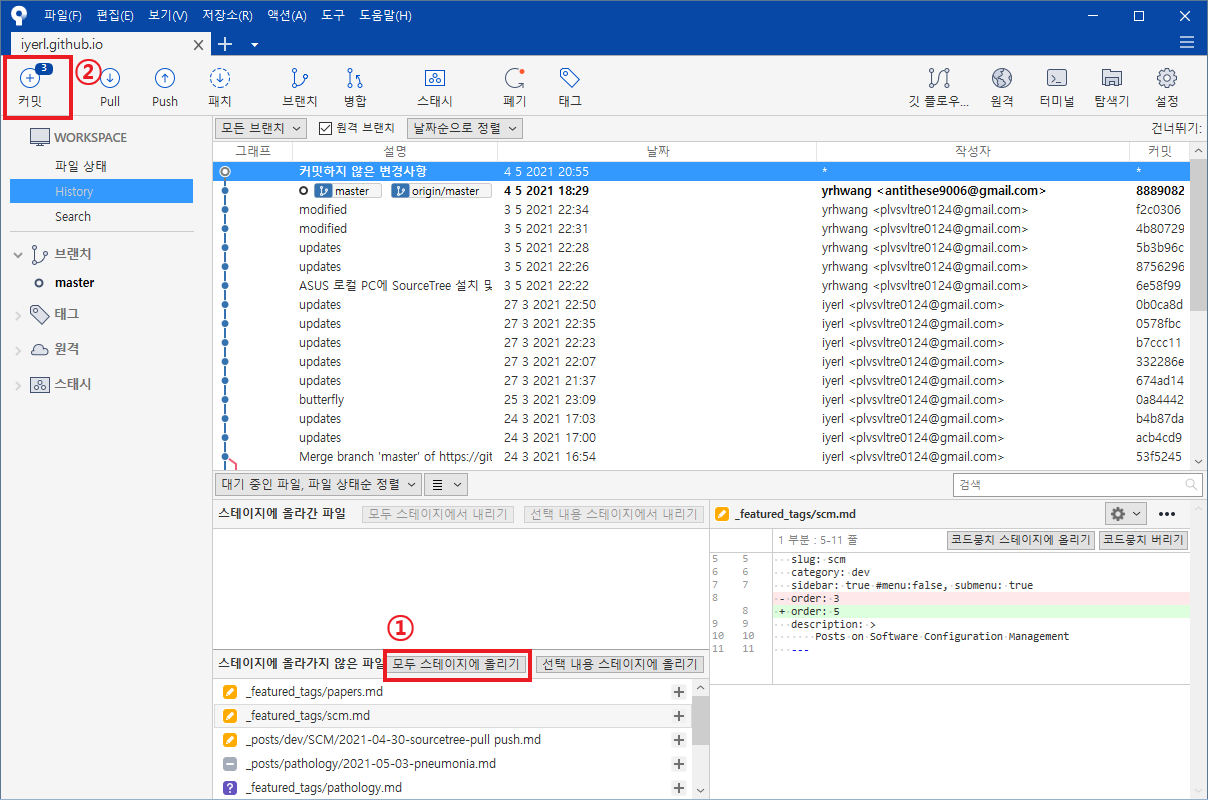 파일(F) 편집(E) 보기(V) 저장소(R) 액션(A) 도구 도움말(H)
iyerl.github.io
3
②
커밋 Pull Push 패치 브랜치 병합 스태시 폐기 태그 깃 플로우... 원격 터미널 탐색기 설정
모든 브랜치 원격 브랜치 날짜순으로 정렬 건너뛰기:
WORKSPACE
파일 상태
History
Search
브랜치
master
태그
원격
스태시
그래프 설명 날짜 작성자 커밋
커밋하지 않은 변경사항 4 5 2021 20:55 * *
master origin/master 4 5 2021 18:29 yrhwang <antithese9006@gmail.com> 8889082
modified 3 5 2021 22:34 yrhwang <plvsvltre0124@gmail.com> f2c0306
modified 3 5 2021 22:31 yrhwang <plvsvltre0124@gmail.com> 4b80729
updates 3 5 2021 22:28 yrhwang <plvsvltre0124@gmail.com> 5b3b96c
updates 3 5 2021 22:26 yrhwang <plvsvltre0124@gmail.com> 8756296
ASUS 로컬 PC에 SourceTree 설치 및 3 5 2021 22:22 yrhwang <plvsvltre0124@gmail.com> 6e58f99
updates 27 3 2021 22:50 iyerl <plvsvltre0124@gmail.com> 0b0ca8d
updates 27 3 2021 22:35 iyerl <plvsvltre0124@gmail.com> 0578fbc
updates 27 3 2021 22:23 iyerl <plvsvltre0124@gmail.com> b7ccc11
updates 27 3 2021 22:07 iyerl <plvsvltre0124@gmail.com> 332286e
updates 27 3 2021 21:37 iyerl <plvsvltre0124@gmail.com> 674ad14
butterfly 25 3 2021 23:09 iyerl <plvsvltre0124@gmail.com> 0a84442
updates 24 3 2021 17:03 iyerl <plvsvltre0124@gmail.com> b4b87da
updates 24 3 2021 17:00 iyerl <plvsvltre0124@gmail.com> acb4cd9
Merge branch 'master' of https://git 24 3 2021 16:54 iyerl <plvsvltre0124@gmail.com> 53f5245
대기 중인 파일, 파일 상태순 정렬 검색
스테이지에 올라간 파일 모두 스테이지에서 내리기 선택 내용 스테이지에서 내리기
①
스테이지에 올라가지 않은 파일 모두 스테이지에 올리기 선택 내용 스테이지에 올리기
_featured_tags/papers.md
_featured_tags/scm.md
_posts/dev/SCM/2021-04-30-sourcetree-pull push.md
_posts/pathology/2021-05-03-pneumonia.md
_featured_tags/pathology.md
_featured_tags/scm.md
1 부분 : 5-11 줄 코드뭉치 스테이지에 올리기 코드뭉치 버리기
5 5 slug: scm
6 6 category: dev
7 7 sidebar: true #menu:false, submenu: true
8 - order: 3
8 + order: 5
9 9 description: >
10 10 Posts on Software Configuration Management
11 11 ---